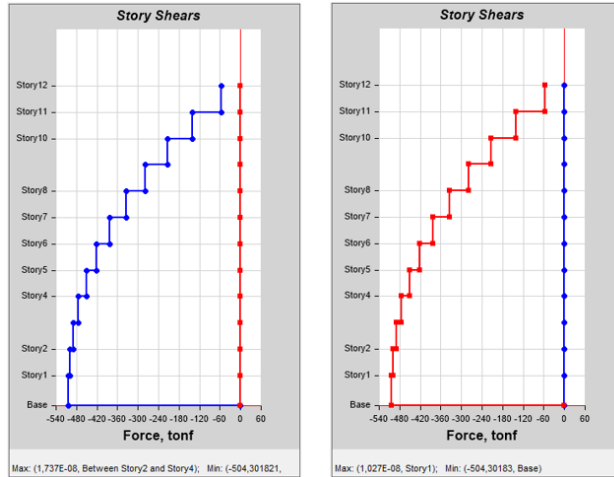 Story Shears
Story12
Story11
Story10
Story8
Story7
Story6
Story5
Story4
Story2
Story1
Base
-540 -480 -420 -360 -300 -240 -180 -120 -60 0 60
Force, tonf
Max: (1,737E-08, Between Story2 and Story4); Min: (-504,301821,
Story Shears
Story12
Story11
Story10
Story8
Story7
Story6
Story5
Story4
Story2
Story1
Base
-540 -480 -420 -360 -300 -240 -180 -120 -60 0 60
Force, tonf
Max: (1,027E-08, Story1); Min: (-504,30183, Base)